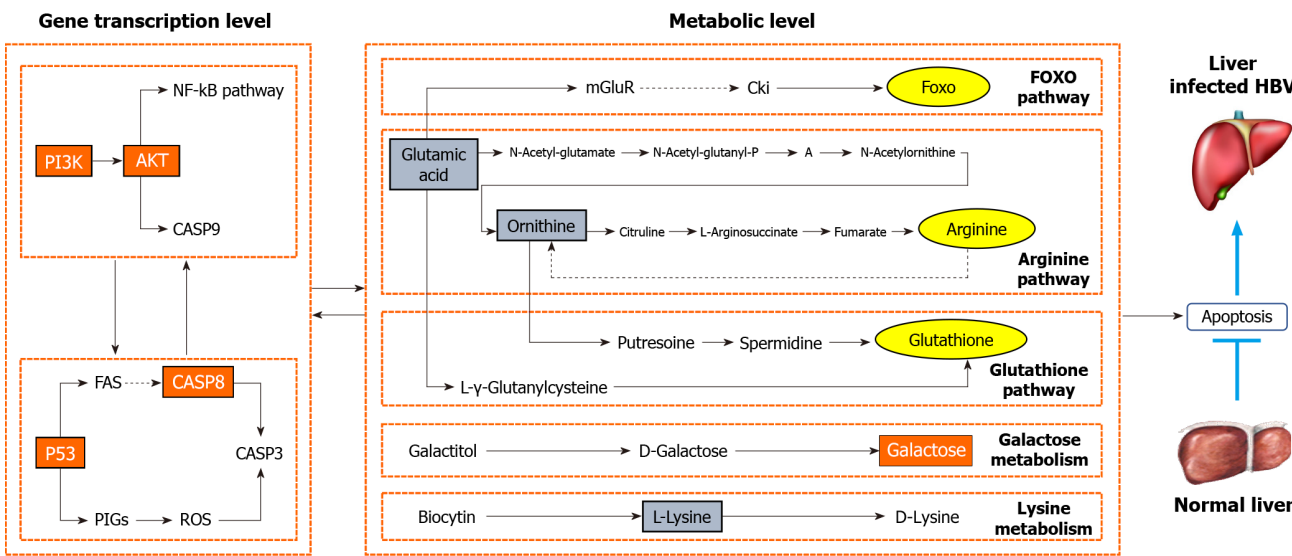 Gene transcription level
Metabolic level
NF-kB pathway
PI3K
AKT
CASP9
FAS
CASP8
P53
CASP3
PIGs
ROS
mGluR
Cki
Foxo
FOXO
pathway
Glutamic
acid
N-Acetyl-glutamate
N-Acetyl-glutanyl-P
A
N-Acetylornithine
Ornithine
Citruline
L-Arginosuccinate
Fumarate
Arginine
Arginine
pathway
Putresoine
Spermidine
Glutathione
Glutathione
pathway
L-γ-Glutanylcysteine
Galactitol
D-Galactose
Galactose
Galactose
metabolism
Biocytin
L-Lysine
D-Lysine
Lysine
metabolism
Liver
infected HBV
Apoptosis
Normal liver